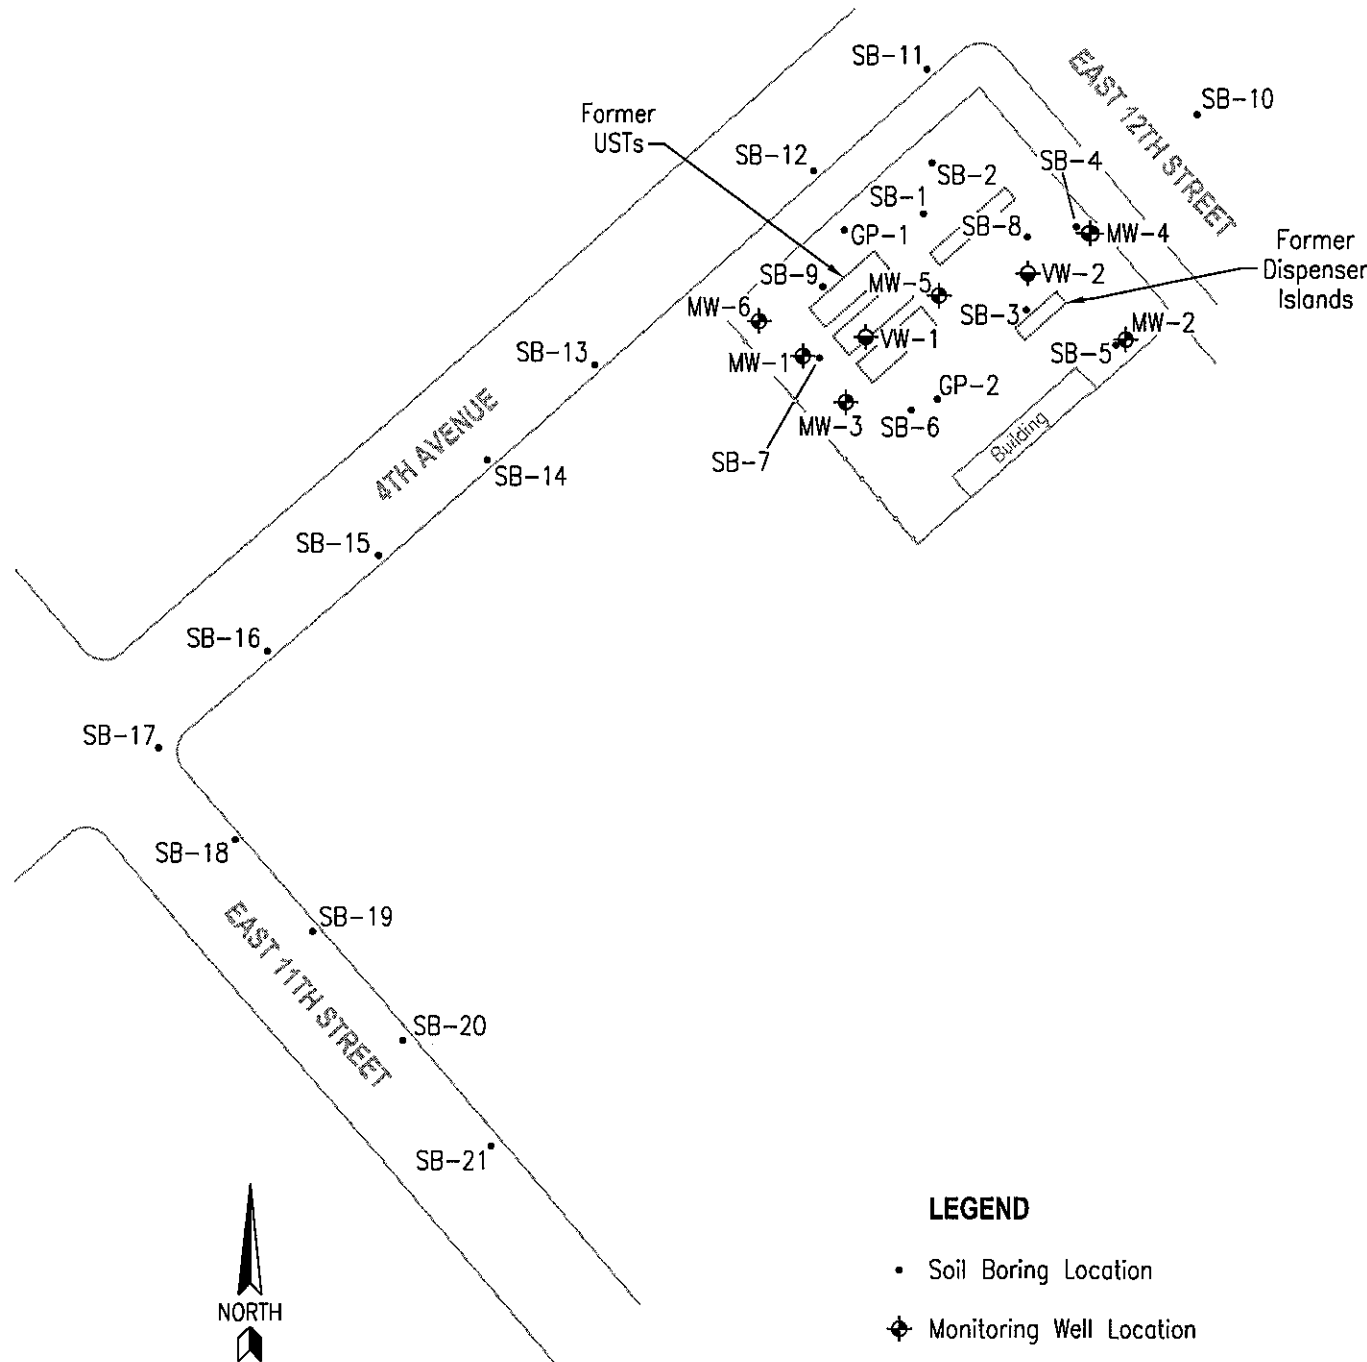 SB-11
EAST 12TH STREET
SB-10
Former
USTs
SB-12
SB-4
SB-2
SB-1
GP-1
SB-8
MW-4
Former
Dispenser
Islands
SB-9
MW-5
VW-2
MW-6
SB-3
MW-2
VW-1
SB-5
SB-13
MW-1
GP-2
4TH AVENUE
MW-3
SB-6
Building
SB-7
SB-14
SB-15
SB-16
SB-17
SB-18
SB-19
EAST 11TH STREET
SB-20
SB-21
NORTH
LEGEND
Soil Boring Location
Monitoring Well Location